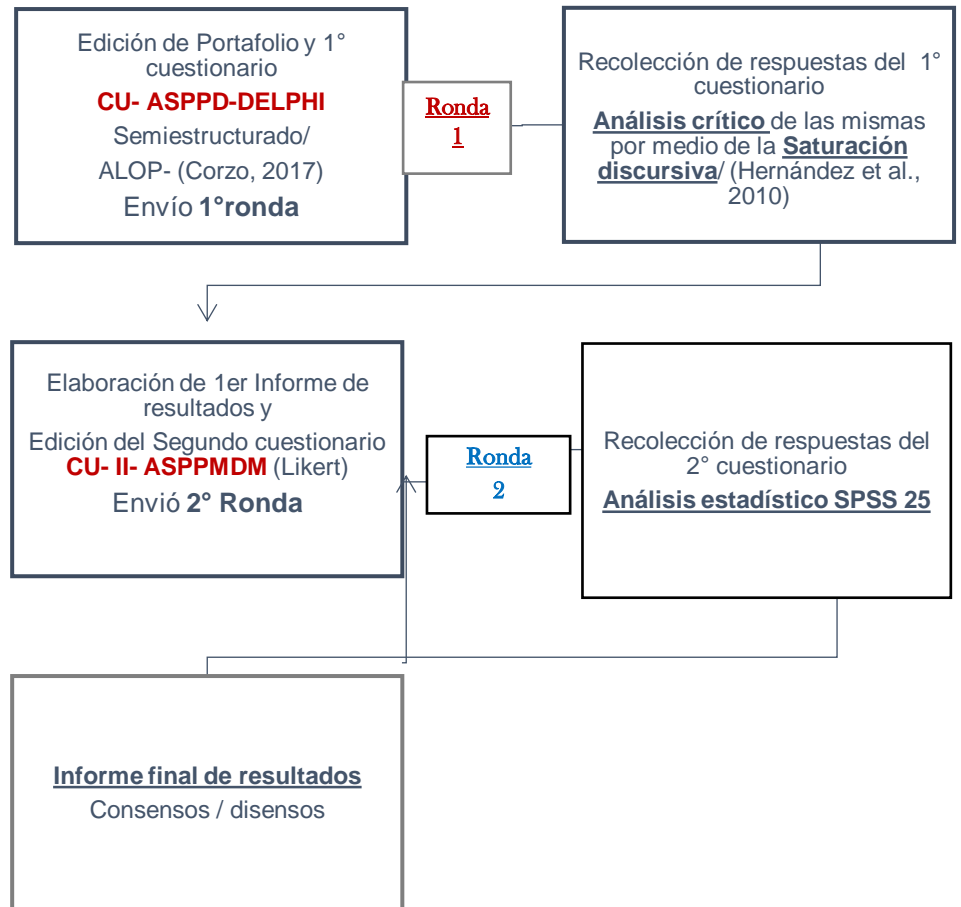 Edición de Portafolio y 1°
cuestionario
CU- ASPPD-DELPHI
Semiestructurado/
ALOP- (Corzo, 2017)
Envío 1°ronda
Ronda
1
Recolección de respuestas del 1°
cuestionario
Análisis crítico de las mismas
por medio de la Saturación
discursiva/ (Hernández et al.,
2010)
Elaboración de 1er Informe de
resultados y
Edición del Segundo cuestionario
CU- II- ASPPMDM (Likert)
Envió 2° Ronda
Ronda
2
Recolección de respuestas del
2° cuestionario
Análisis estadístico SPSS 25
Informe final de resultados
Consensos / disensos